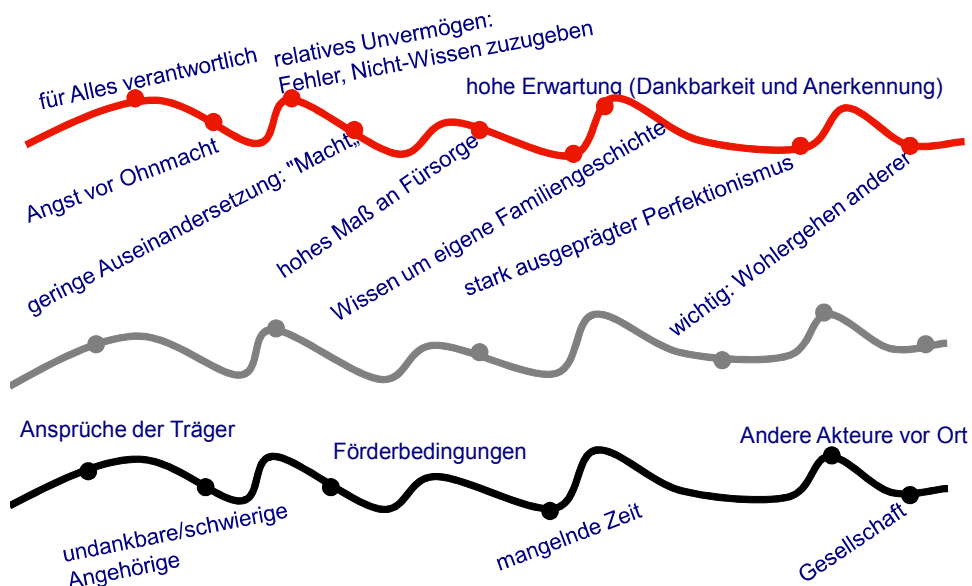 für Alles verantwortlich
relatives Unvermögen:
Fehler, Nicht-Wissen zuzugeben
hohe Erwartung (Dankbarkeit und Anerkennung)
Angst vor Ohnmacht
geringe Auseinandersetzung: "Macht„
hohes Maß an Fürsorge
Wissen um eigene Familiengeschichte
stark ausgeprägter Perfektionismus
wichtig: Wohlergehen anderer
Ansprüche der Träger
Förderbedingungen
Andere Akteure vor Ort
undankbare/schwierige
Angehörige
mangelnde Zeit
Gesellschaft